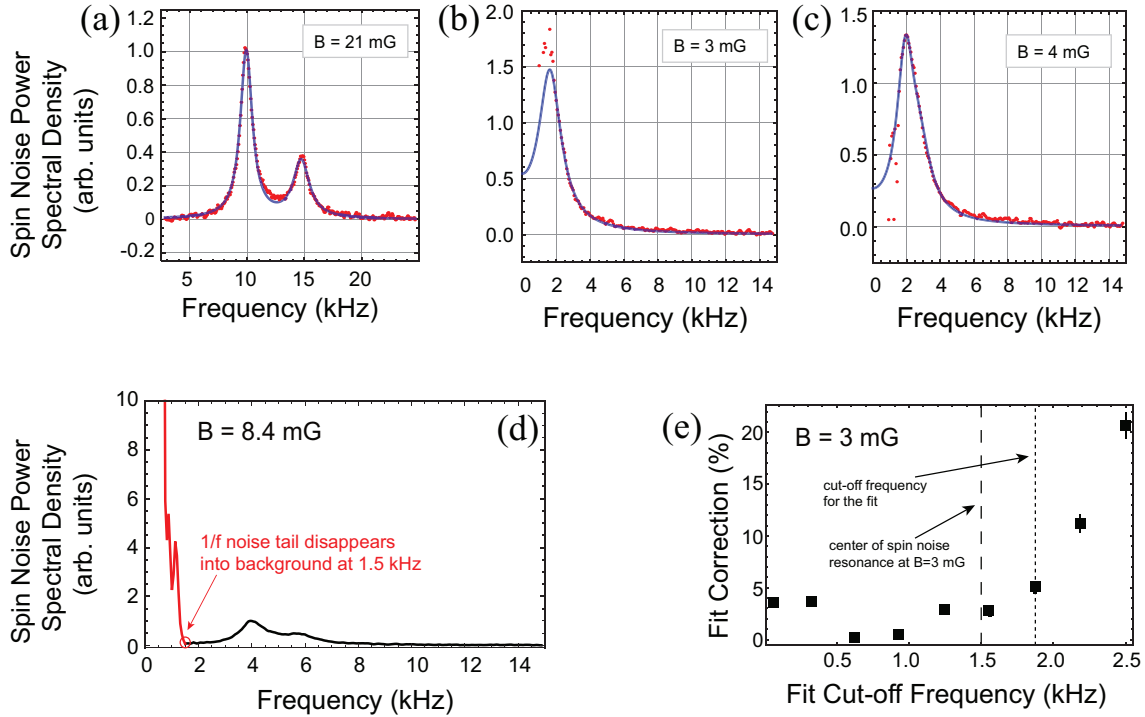 (a)
B = 21 mG
Spin Noise Power
Spectral Density
(arb. units)
1.2
1.0
0.8
0.6
0.4
0.2
0
-0.2
5
10
15
20
Frequency (kHz)
(b)
B = 3 mG
3.0
2.5
2.0
1.5
1.0
0.5
0.0
0
2
4
6
8
10
12
14
Frequency (kHz)
(c)
B = 4 mG
1.5
1.0
0.5
0.0
0
2
4
6
8
10
12
14
Frequency (kHz)
(d)
B = 8.4 mG
Spin Noise Power
Spectral Density
(arb. units)
10
8
6
4
2
0
1/f noise tail disappears
into background at 1.5 kHz
0
2
4
6
8
10
12
14
Frequency (kHz)
(e)
B = 3 mG
Fit Correction (%)
20
15
10
5
0
cut-off frequency
for the fit
center of spin noise
resonance at B=3 mG
0.5
1.0
1.5
2.0
2.5
Fit Cut-off Frequency (kHz)